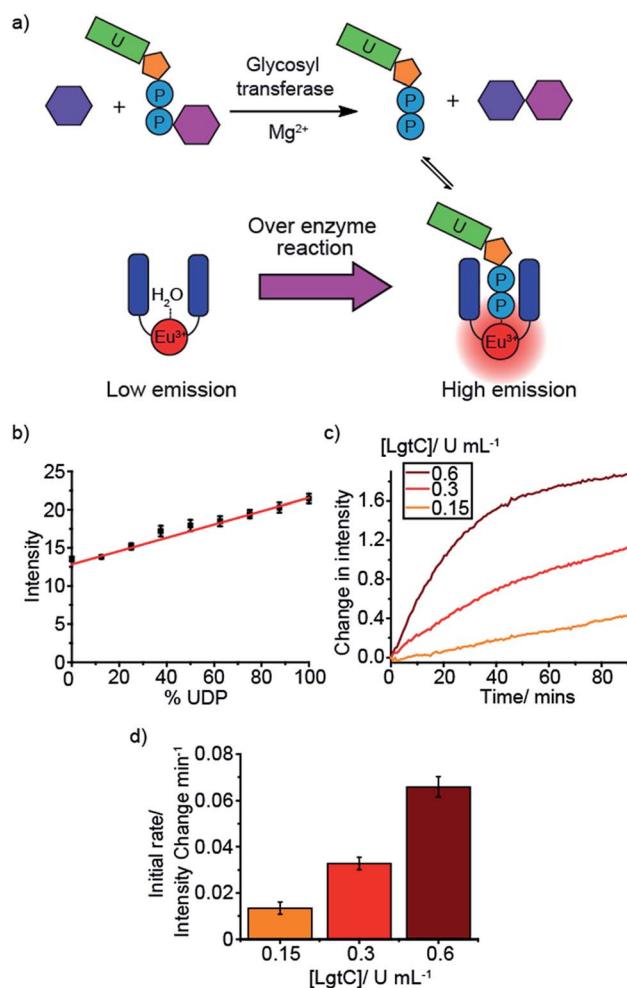 a)
U
P
P
+
Glycosyl
transferase
Mg²⁺
U
P
P
+
Over enzyme
reaction
H₂O
Eu³⁺
Low emission
U
P
P
Eu³⁺
High emission
b)
25
20
15
10
5
0
Intensity
0 20 40 60 80 100
% UDP
c)
[LgtC]/ U mL⁻¹
0.6
0.3
0.15
1.6
1.2
0.8
0.4
0.0
Change in intensity
0 20 40 60 80
Time/ mins
d)
0.08
0.06
0.04
0.02
0
Initial rate/
Intensity Change min⁻¹
0.15 0.3 0.6
[LgtC]/ U mL⁻¹